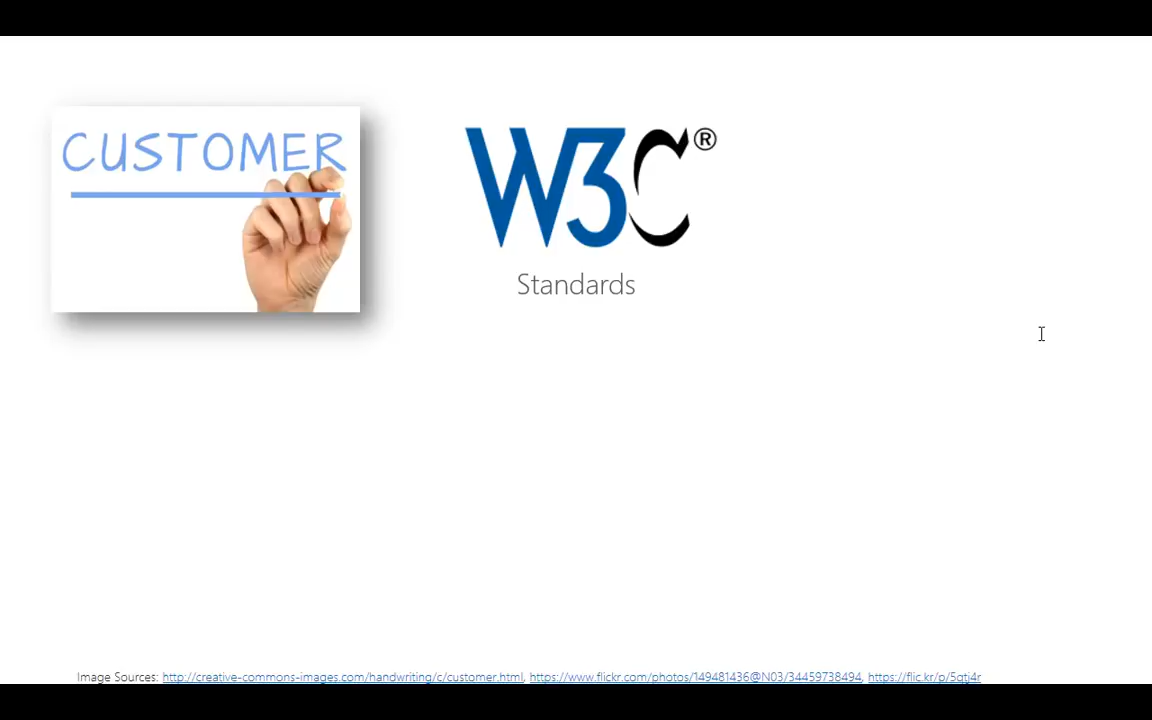 CUSTOMER
W3C®
Standards
Image Sources: http://creative-commons-images.com/handwriting/c/customer.html, https://www.flickr.com/photos/149481436@N03/34459738494, https://flic.kr/p/5qtj4r